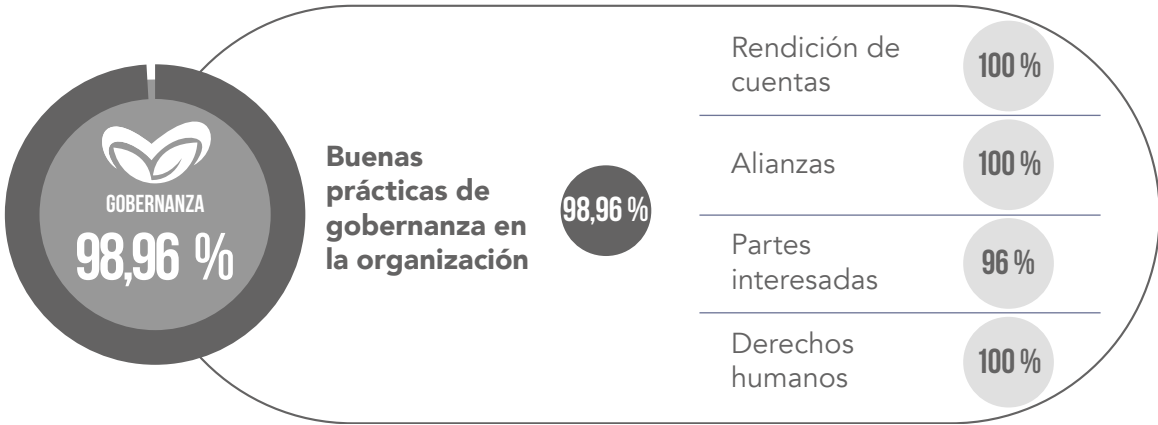 GOBERNANZA
98,96 %
Buenas
prácticas de
gobernanza en
la organización
98,96 %
Rendición de
cuentas
100 %
Alianzas
100 %
Partes
interesadas
96 %
Derechos
humanos
100 %